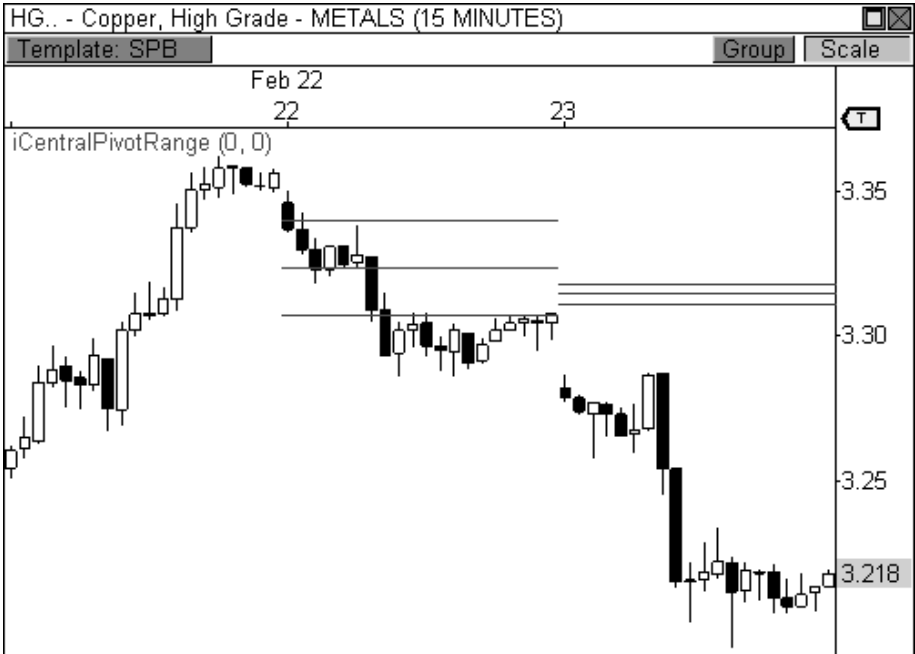 HG.. - Copper, High Grade - METALS (15 MINUTES)
Template: SPB Group Scale
Feb 22
22 23
T
iCentralPivotRange (0, 0)
3.35
3.30
3.25
3.218